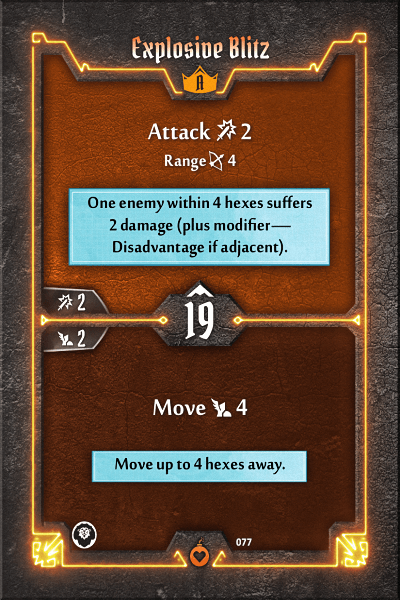 Explosive Blitz
A
Attack 2
Range 4
One enemy within 4 hexes suffers
2 damage (plus modifier—
Disadvantage if adjacent).
2
19
2
Move 4
Move up to 4 hexes away.
077